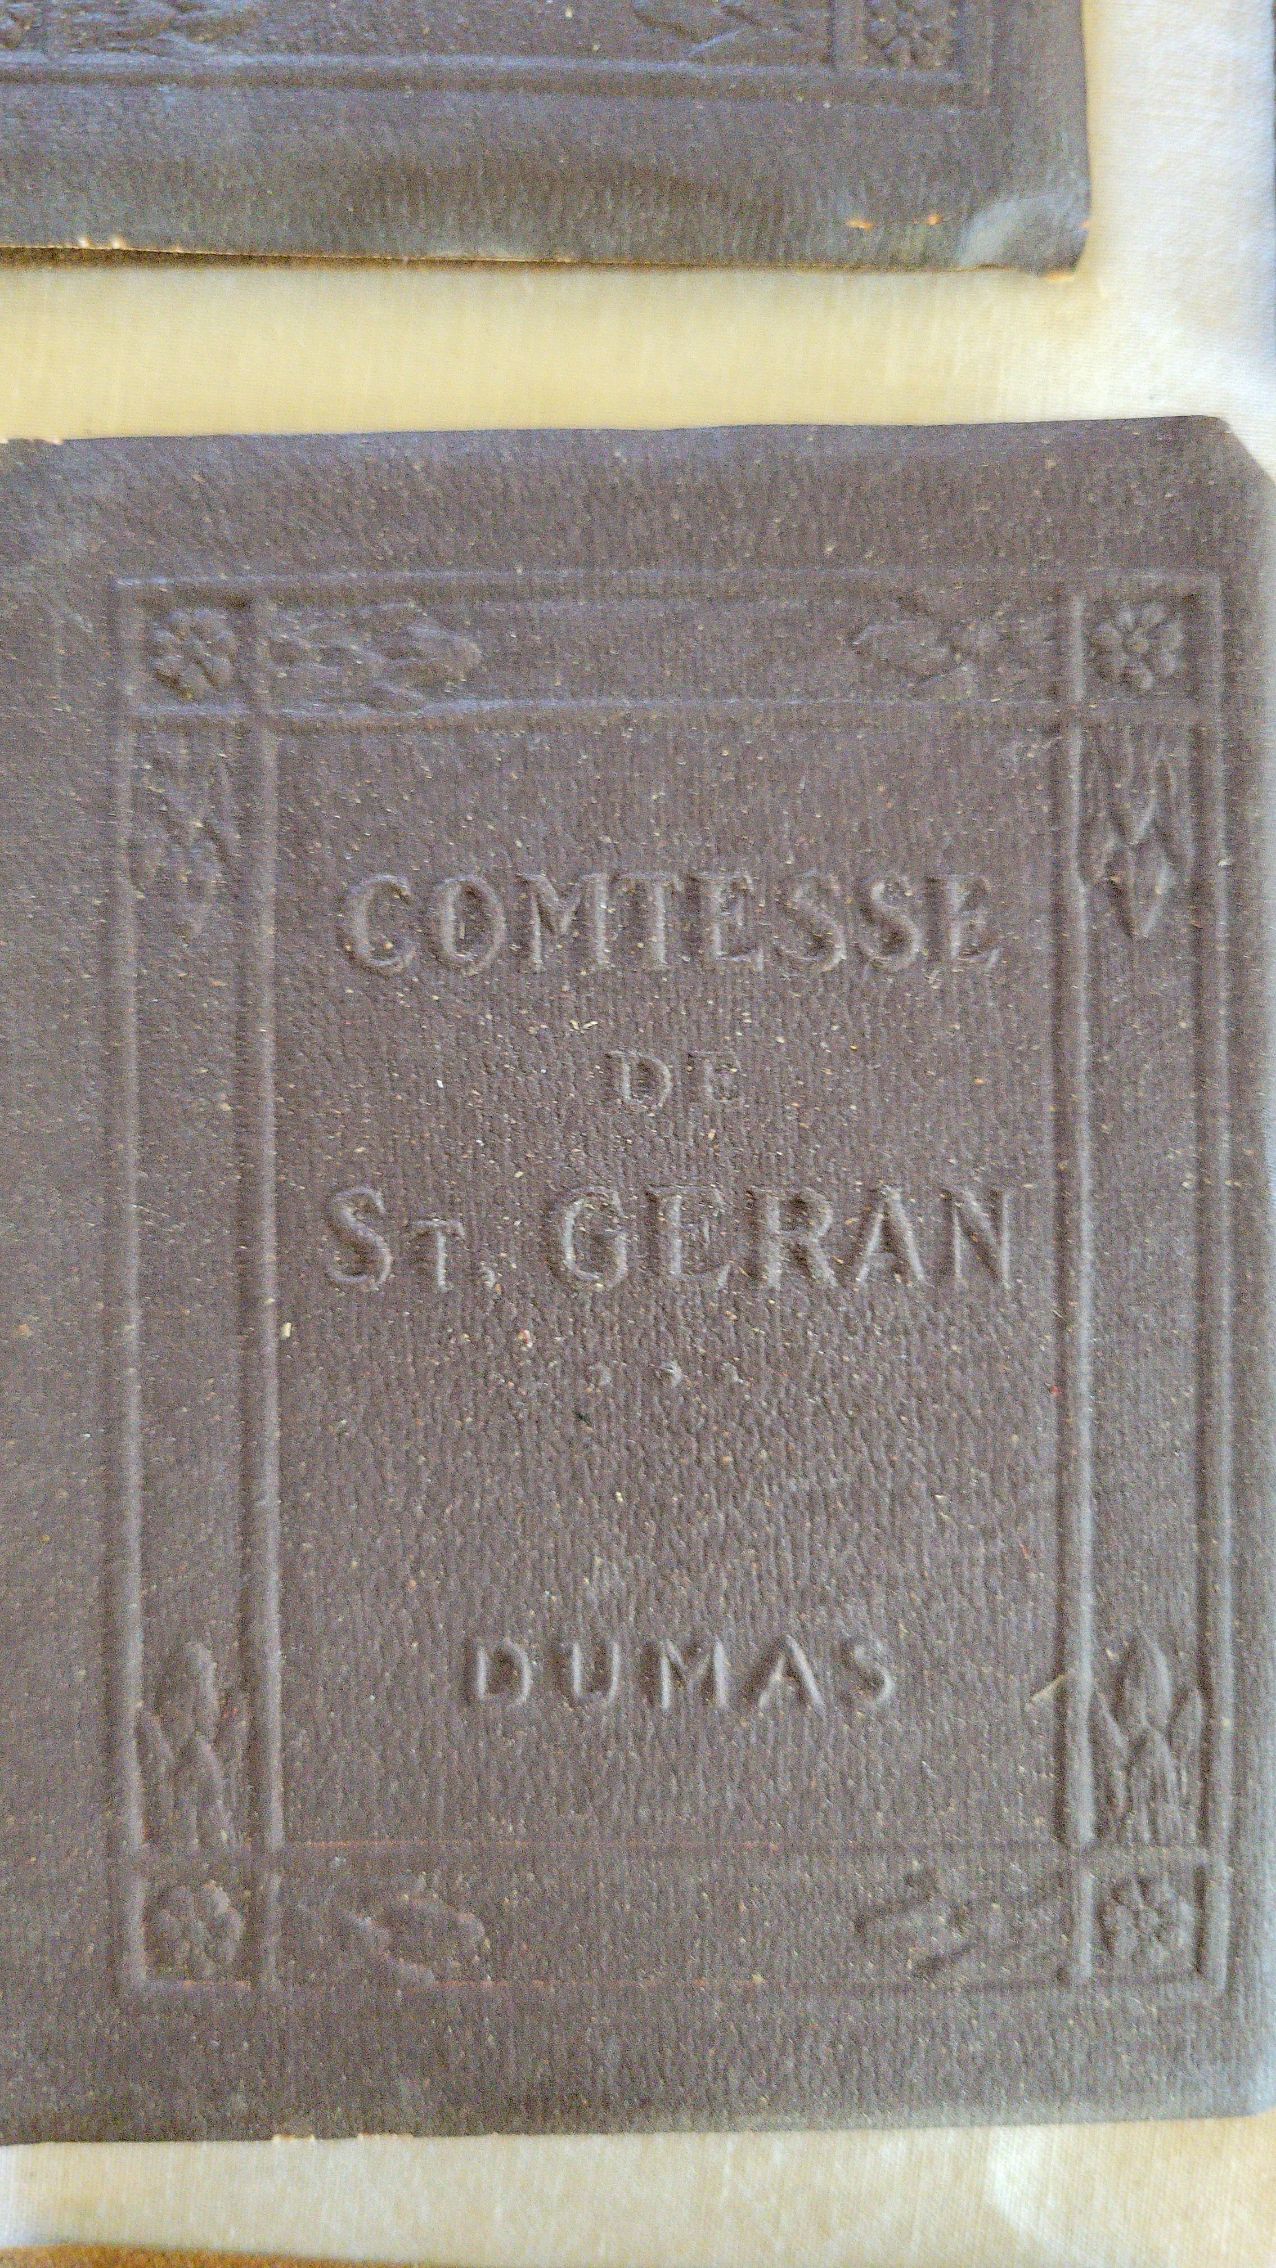 COMTESSE
DE
ST. GERAN
DUMAS